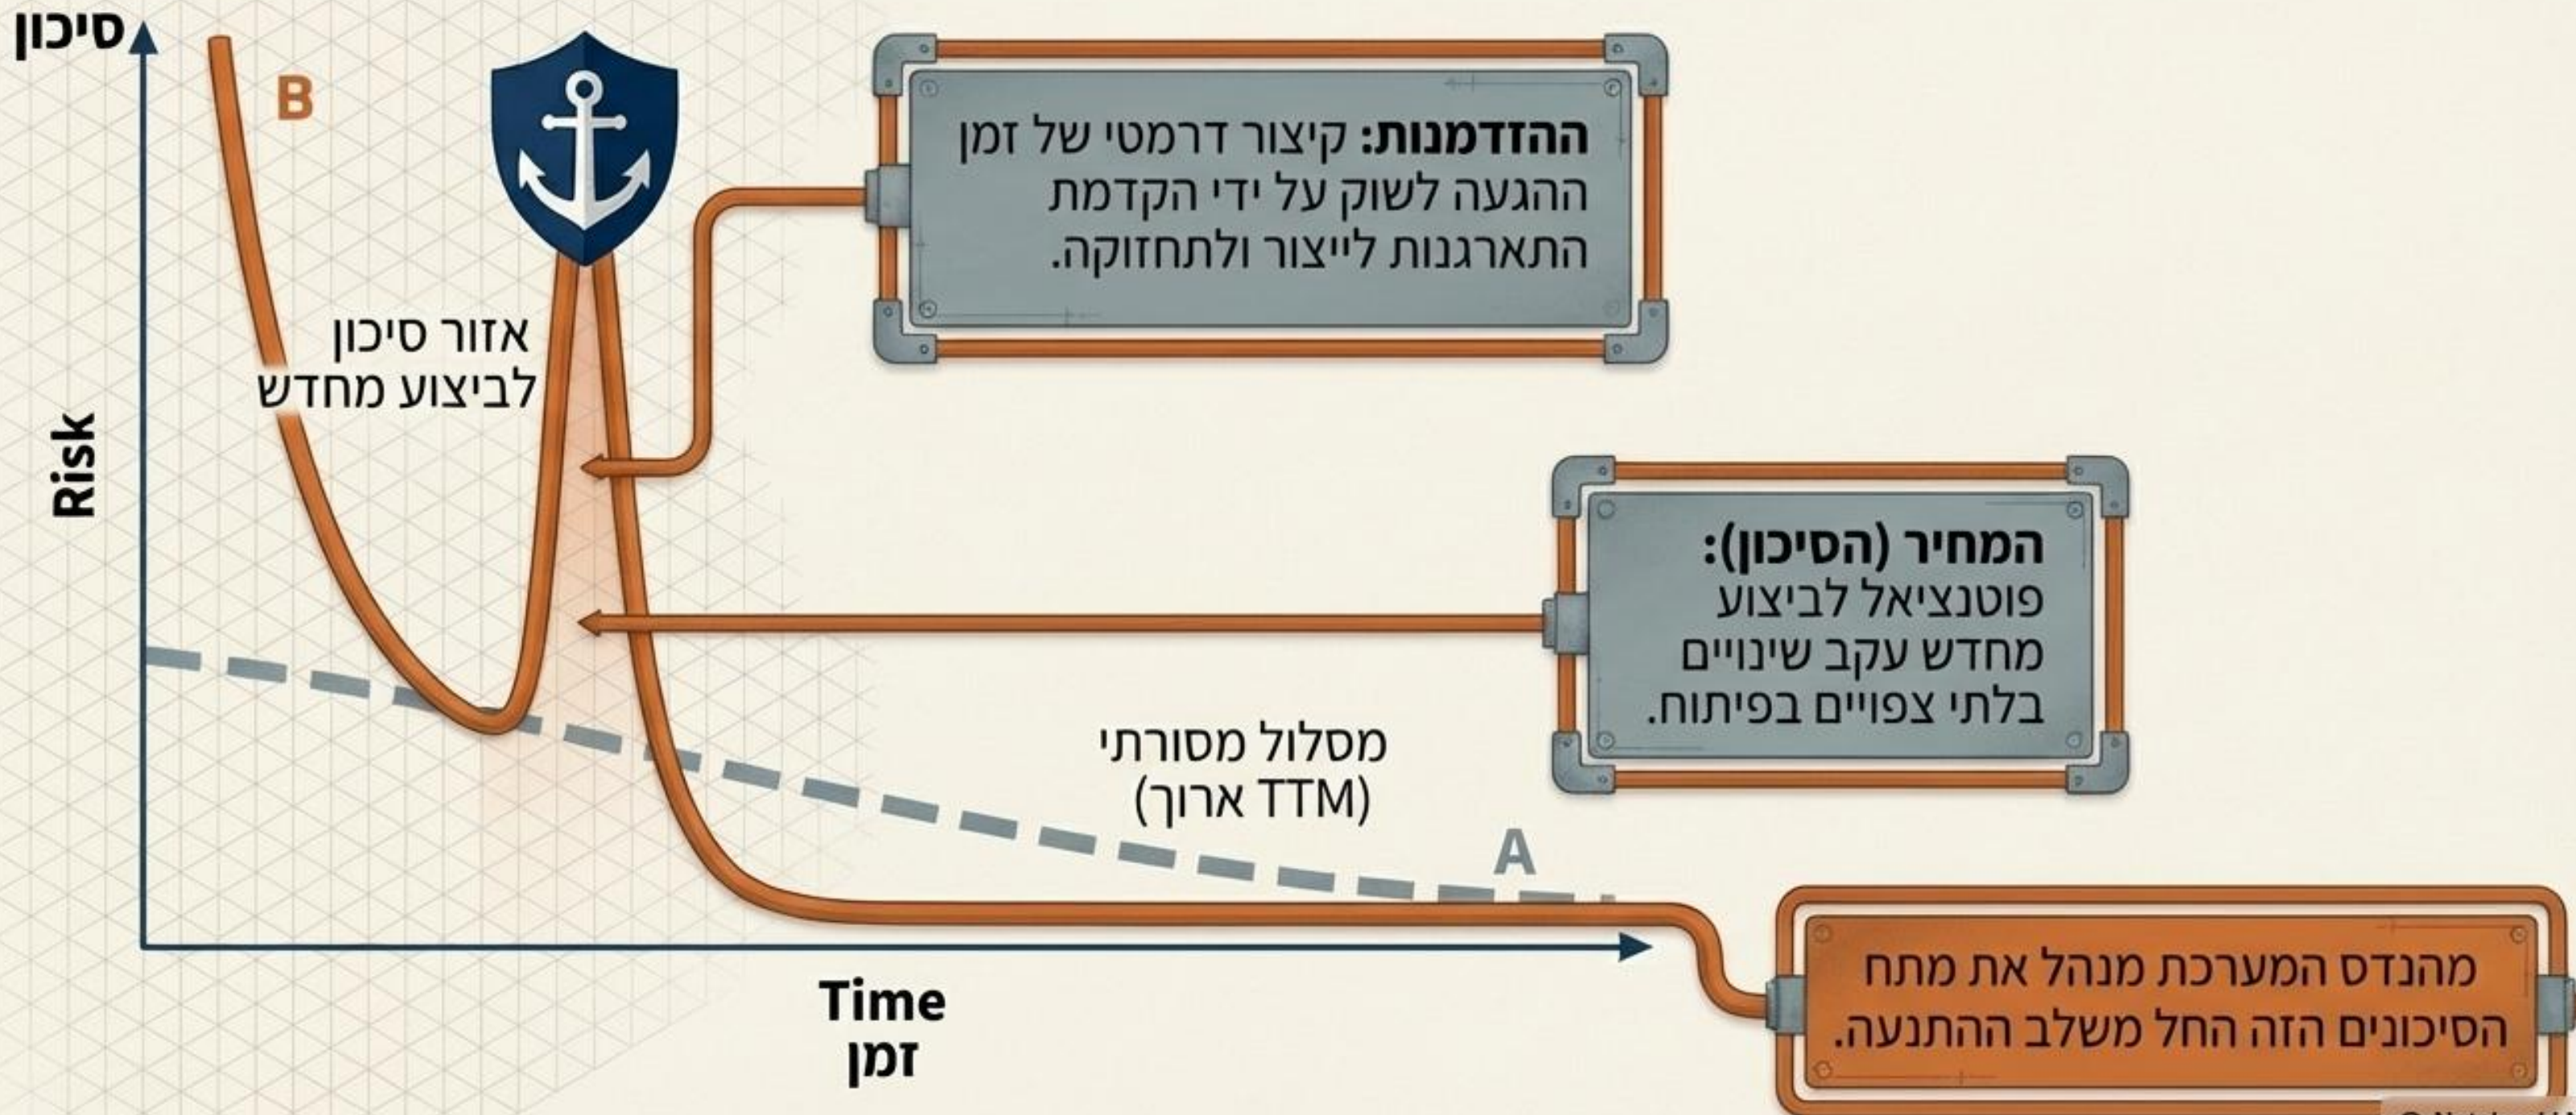 סיכון
B
ההזדמנות: קיצור דרמטי של זמן
ההגעה לשוק על ידי הקדמת
התארגנות לייצור ולתחזוקה.
אזור סיכון
לביצוע מחדש
Risk
המחיר (הסיכון):
פוטנציאל לביצוע
מחדש עקב שינויים
בלתי צפויים בפיתוח.
מסלול מסורתי
(TTM ארוך)
A
מהנדס המערכת מנהל את מתח
הסיכונים הזה החל משלב ההתנעה.
Time
זמן